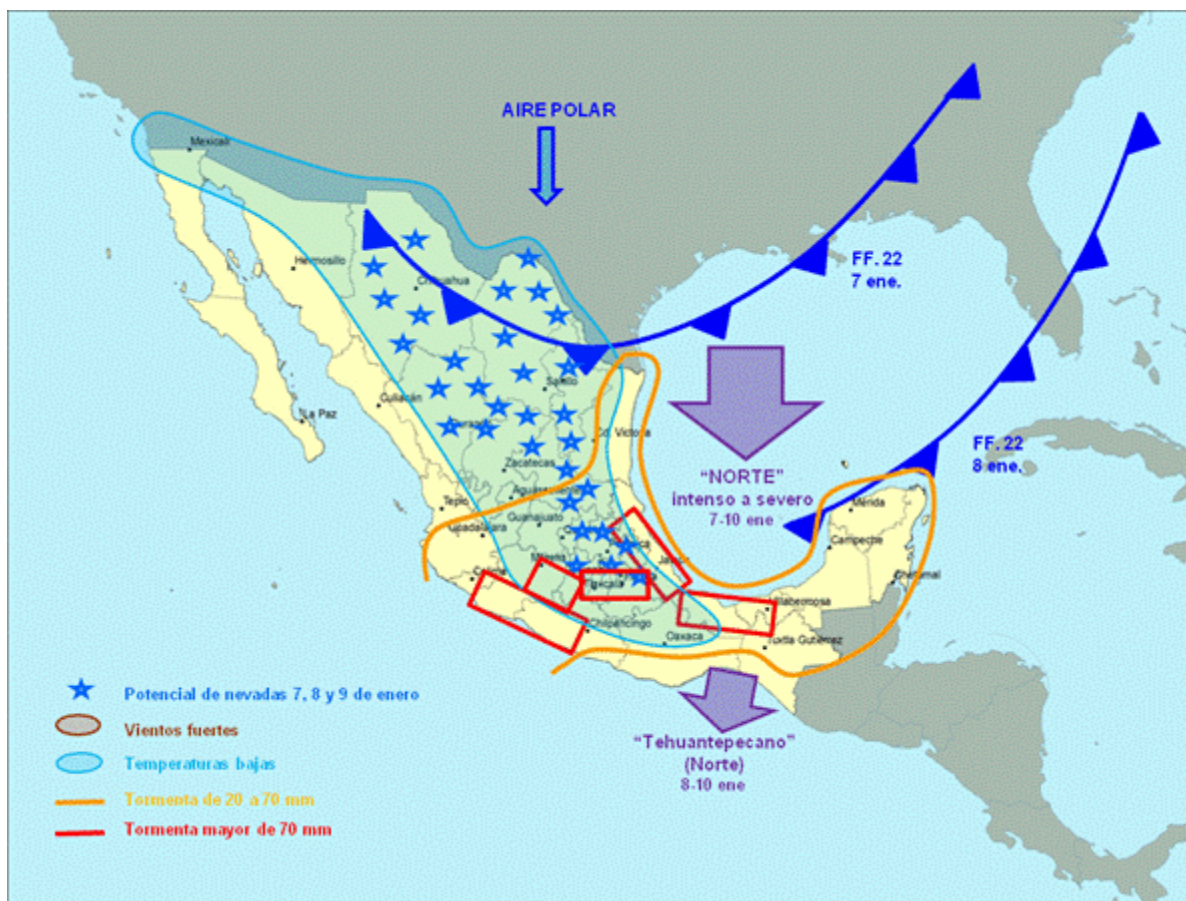 AIRE POLAR
Mexicali
Hermosillo
Chihuahua
FF. 22
7 ene.
Saltillo
Culiacán
La Paz
Cd. Victoria
Zacatecas
FF. 22
8 ene.
“NORTE”
intenso a severo
7-10 ene
Tepic
Guanajuato
Guadalajara
Mérida
Campeche
Chetumal
Colima
Tlaxcala
Villahermosa
Chilpancingo
Oaxaca
Tuxtla Gutiérrez
Potencial de nevadas 7, 8 y 9 de enero
Vientos fuertes
Temperaturas bajas
Tormenta de 20 a 70 mm
Tormenta mayor de 70 mm
“Tehuantepecano”
(Norte)
8-10 ene